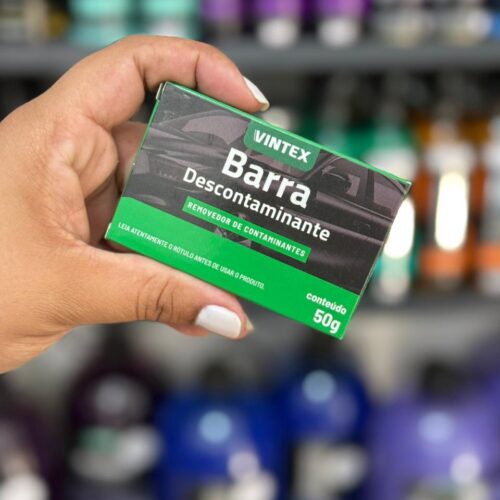 VINTEX
Barra
Descontaminante
REMOVEDOR DE CONTAMINANTES
LEIA ATENTAMENTE O RÓTULO ANTES DE USAR O PRODUTO.
conteúdo
50g